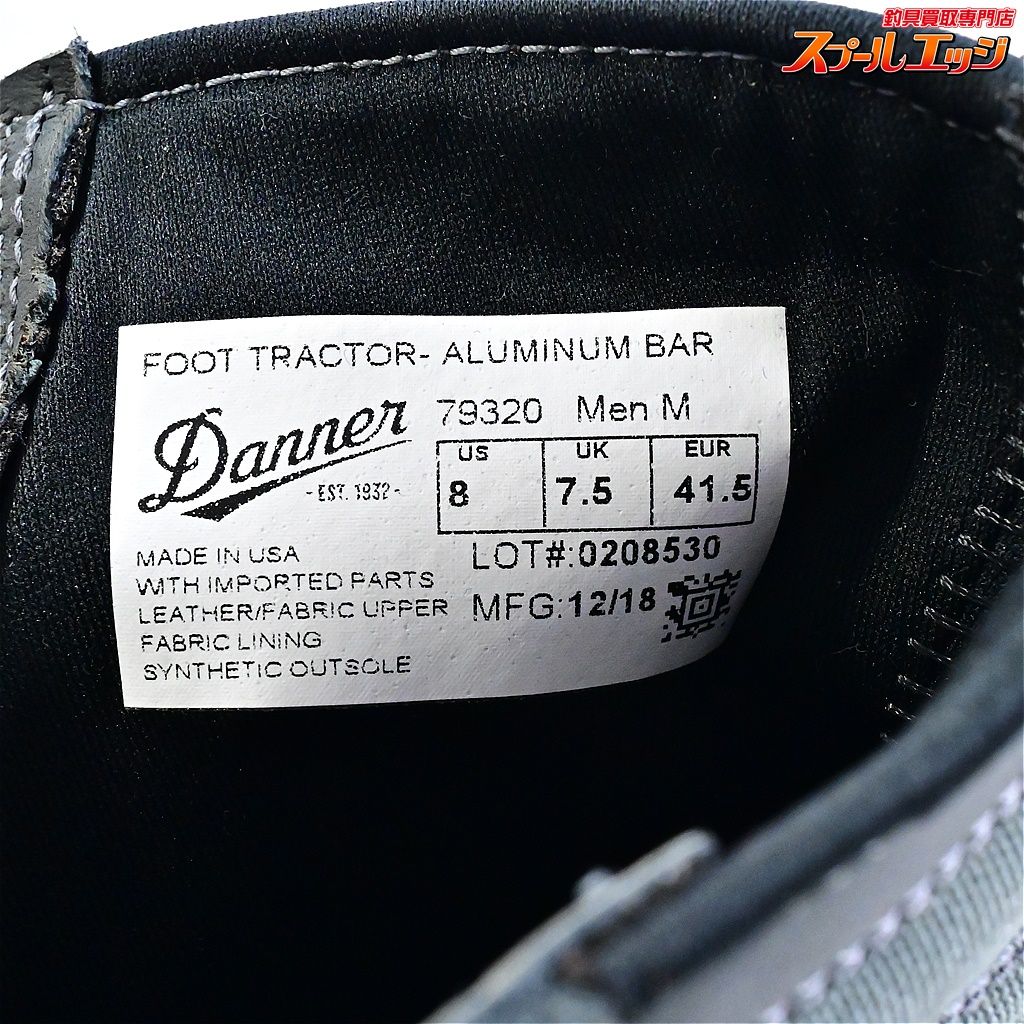 釣具買取専門店
スプールエッジ
FOOT TRACTOR- ALUMINUM BAR
Danner
-EST. 1932-
79320 Men M
US UK EUR
8 7.5 41.5
LOT#:0208530
MFG:12/18
MADE IN USA
WITH IMPORTED PARTS
LEATHER/FABRIC UPPER
FABRIC LINING
SYNTHETIC OUTSOLE